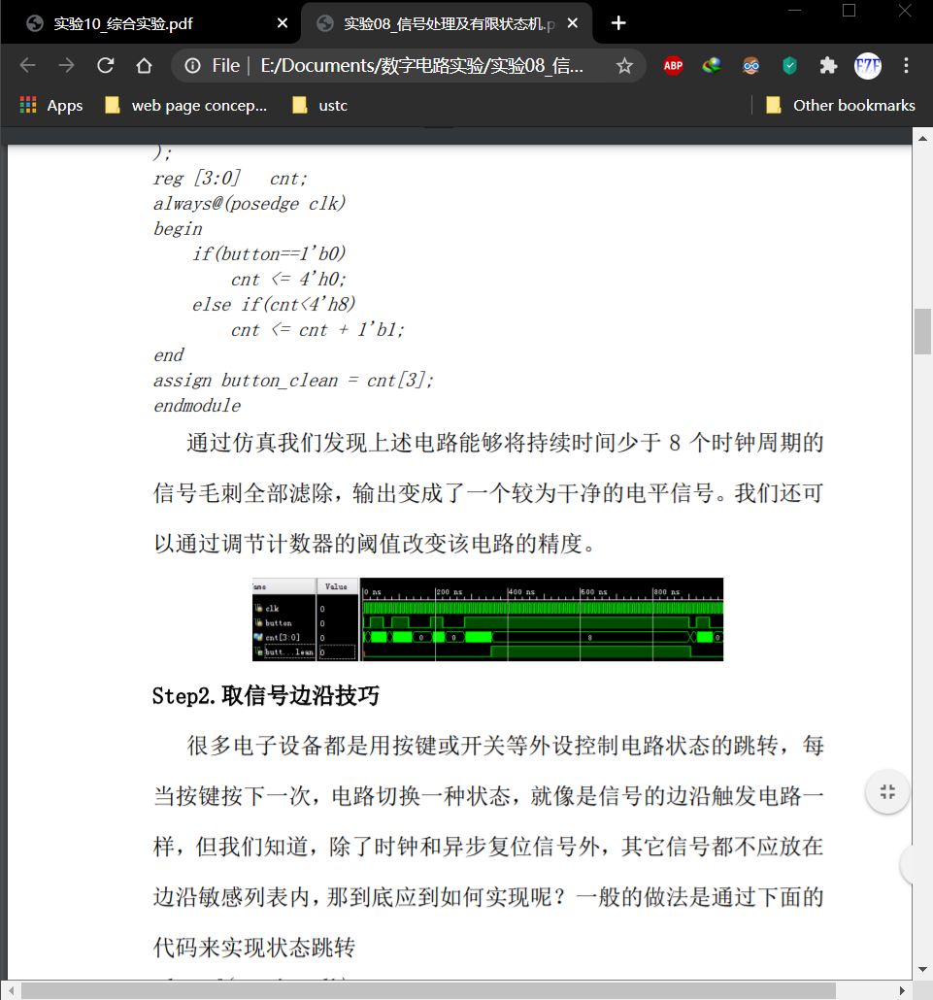 实验10_综合实验.pdf
实验08_信号处理及有限状态机.p
File
E:/Documents/数字电路实验/实验08_信...
ABP
FZF
Apps
web page concep...
ustc
Other bookmarks
);
reg [3:0] cnt;
always@(posedge clk)
begin
if(button==1'b0)
cnt <= 4'h0;
else if(cnt<4'h8)
cnt <= cnt + 1'b1;
end
assign button_clean = cnt[3];
endmodule
通过仿真我们发现上述电路能够将持续时间少于 8 个时钟周期的
信号毛刺全部滤除，输出变成了一个较为干净的电平信号。我们还可
以通过调节计数器的阈值改变该电路的精度。
Value
0 ns 200 ns 400 ns 600 ns 800 ns
clk 0
button 0
cnt[3:0] 0 0 0 8 0
butt...lean 0
Step2.取信号边沿技巧
很多电子设备都是用按键或开关等外设控制电路状态的跳转，每
当按键按下一次，电路切换一种状态，就像是信号的边沿触发电路一
样，但我们知道，除了时钟和异步复位信号外，其它信号都不应放在
边沿敏感列表内，那到底应到如何实现呢？一般的做法是通过下面的
代码来实现状态跳转